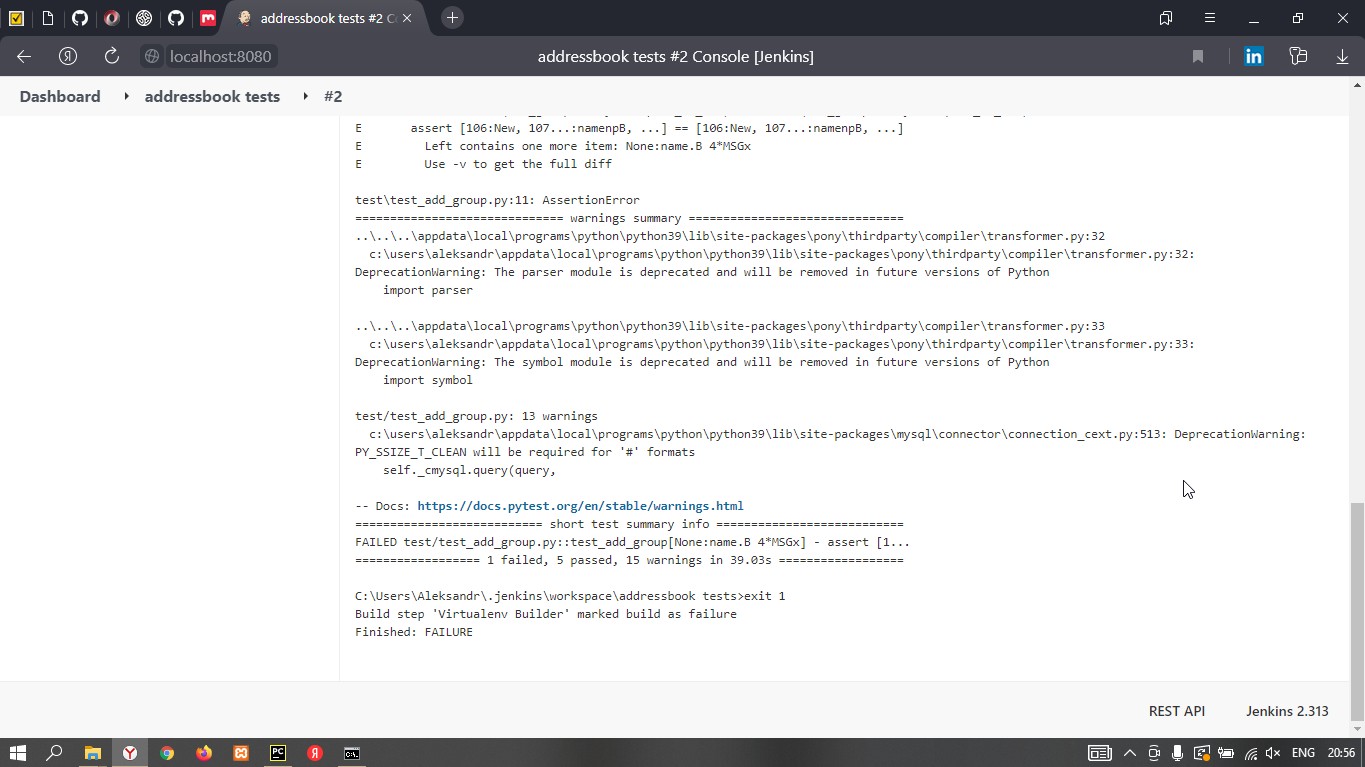 addressbook tests #2 C
localhost:8080
addressbook tests #2 Console [Jenkins]
Dashboard
addressbook tests
#2
E       assert [106:New, 107...:namenpB, ...] == [106:New, 107...:namenpB, ...]
E         Left contains one more item: None:name.B 4*MSGx
E         Use -v to get the full diff
test\test_add_group.py:11: AssertionError
============================== warnings summary ===============================
..\..\..\appdata\local\programs\python\python39\lib\site-packages\pony\thirdparty\compiler\transformer.py:32
c:\users\aleksandr\appdata\local\programs\python\python39\lib\site-packages\pony\thirdparty\compiler\transformer.py:32:
DeprecationWarning: The parser module is deprecated and will be removed in future versions of Python
import parser
..\..\..\appdata\local\programs\python\python39\lib\site-packages\pony\thirdparty\compiler\transformer.py:33
c:\users\aleksandr\appdata\local\programs\python\python39\lib\site-packages\pony\thirdparty\compiler\transformer.py:33:
DeprecationWarning: The symbol module is deprecated and will be removed in future versions of Python
import symbol
test/test_add_group.py: 13 warnings
c:\users\aleksandr\appdata\local\programs\python\python39\lib\site-packages\mysql\connector\connection_cext.py:513: DeprecationWarning:
PY_SSIZE_T_CLEAN will be required for '#' formats
self._cmysql.query(query,
-- Docs: https://docs.pytest.org/en/stable/warnings.html
=========================== short test summary info ===========================
FAILED test/test_add_group.py::test_add_group[None:name.B 4*MSGx] - assert [1...
================== 1 failed, 5 passed, 15 warnings in 39.03s ==================
C:\Users\Aleksandr\.jenkins\workspace\addressbook tests>exit 1
Build step 'Virtualenv Builder' marked build as failure
Finished: FAILURE
REST API
Jenkins 2.313
ENG
20:56